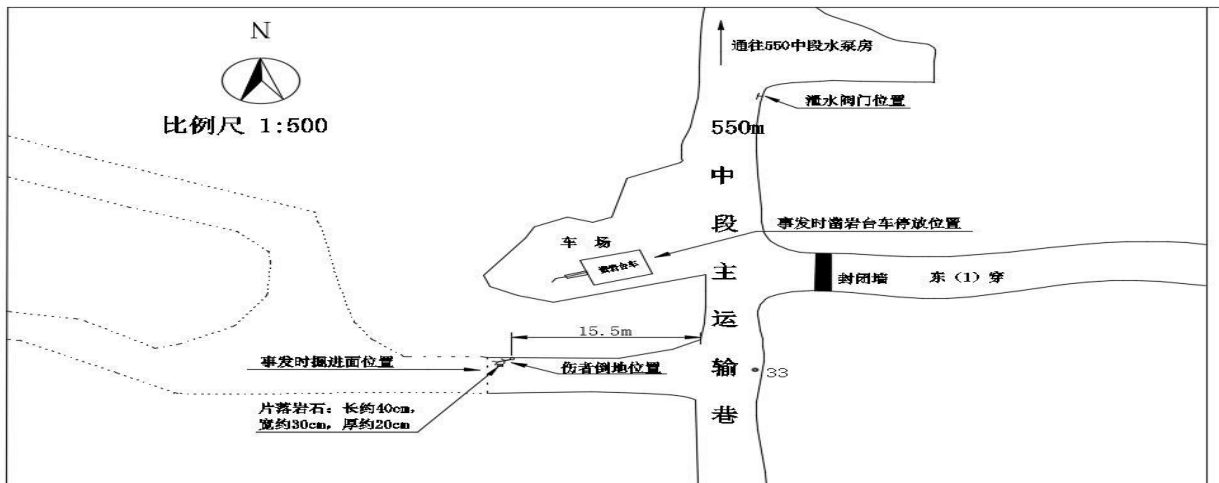 N
比例尺 1:500
通往550中段水泵房
泄水阀门位置
550m
中
段
主
运
输
巷
事发时凿岩台车停放位置
车 场
凿岩台车
封闭墙
东（1）穿
15.5m
事发时掘进面位置
伤者倒地位置
33
片落岩石：长约40cm，
宽约30cm，厚约20cm